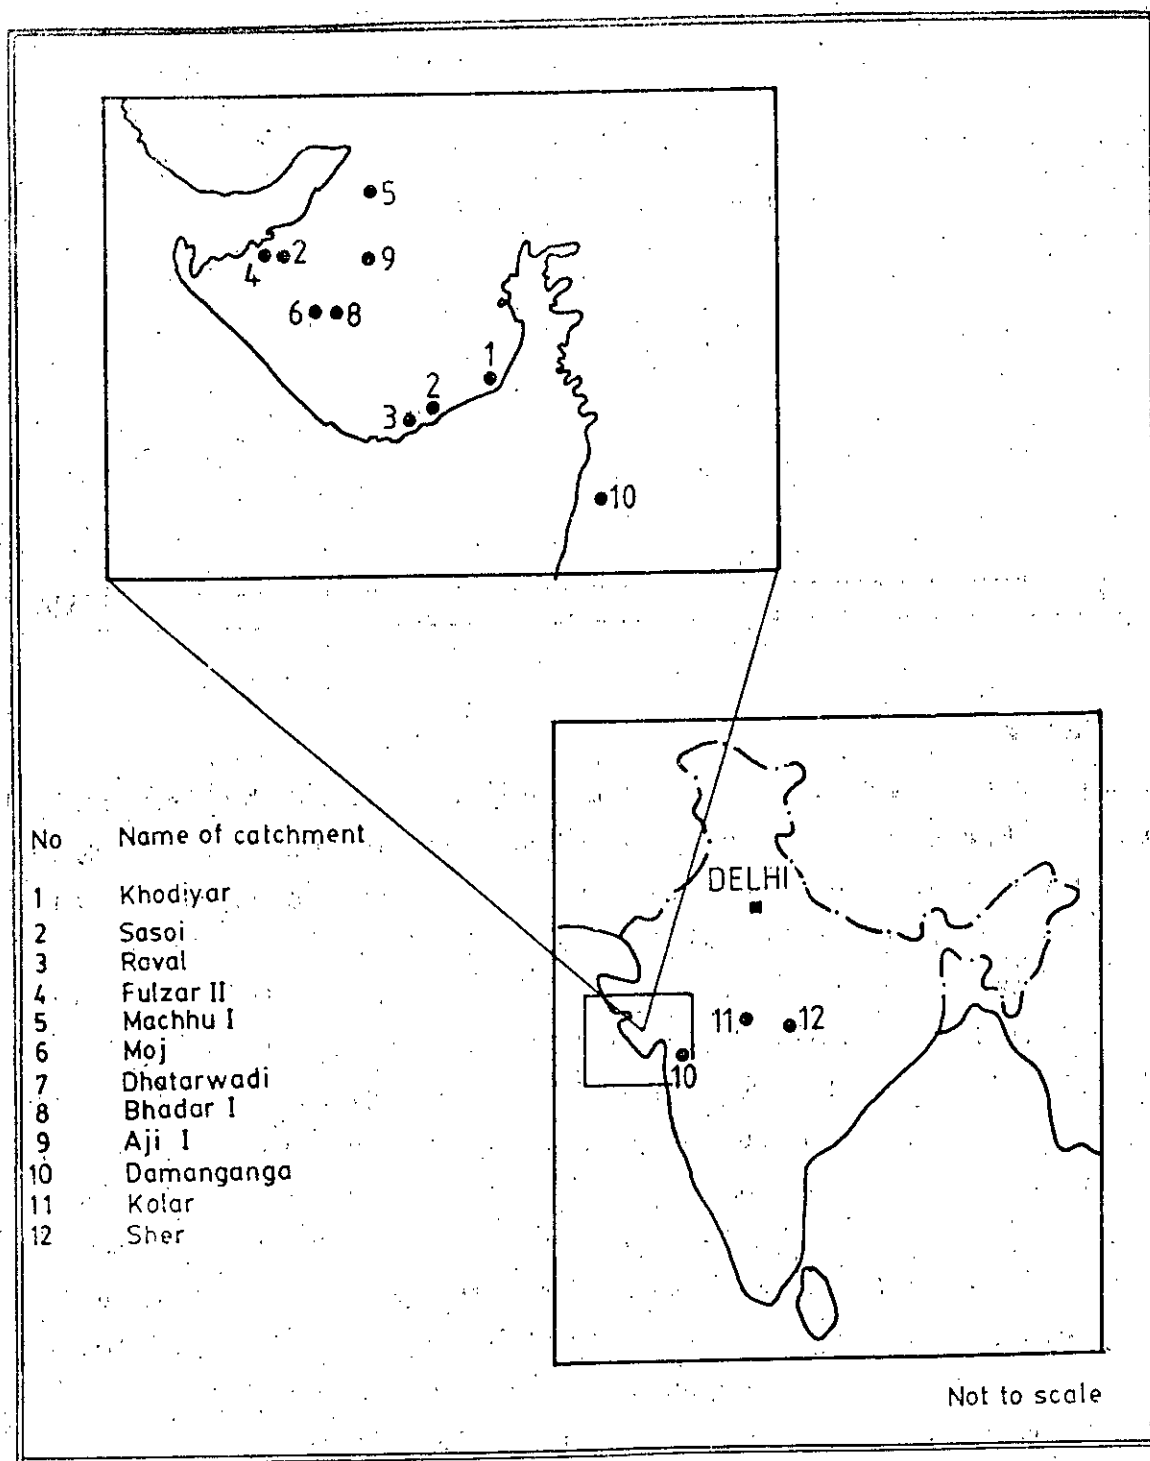 5
4 2 9
6 8
1
2
3
10
No Name of catchment
1 Khodiyar
2 Sasoi
3 Raval
4 Fulzar II
5 Machhu I
6 Moj
7 Dhatarwadi
8 Bhadar I
9 Aji I
10 Damanganga
11 Kolar
12 Sher
DELHI
11 12
10
Not to scale